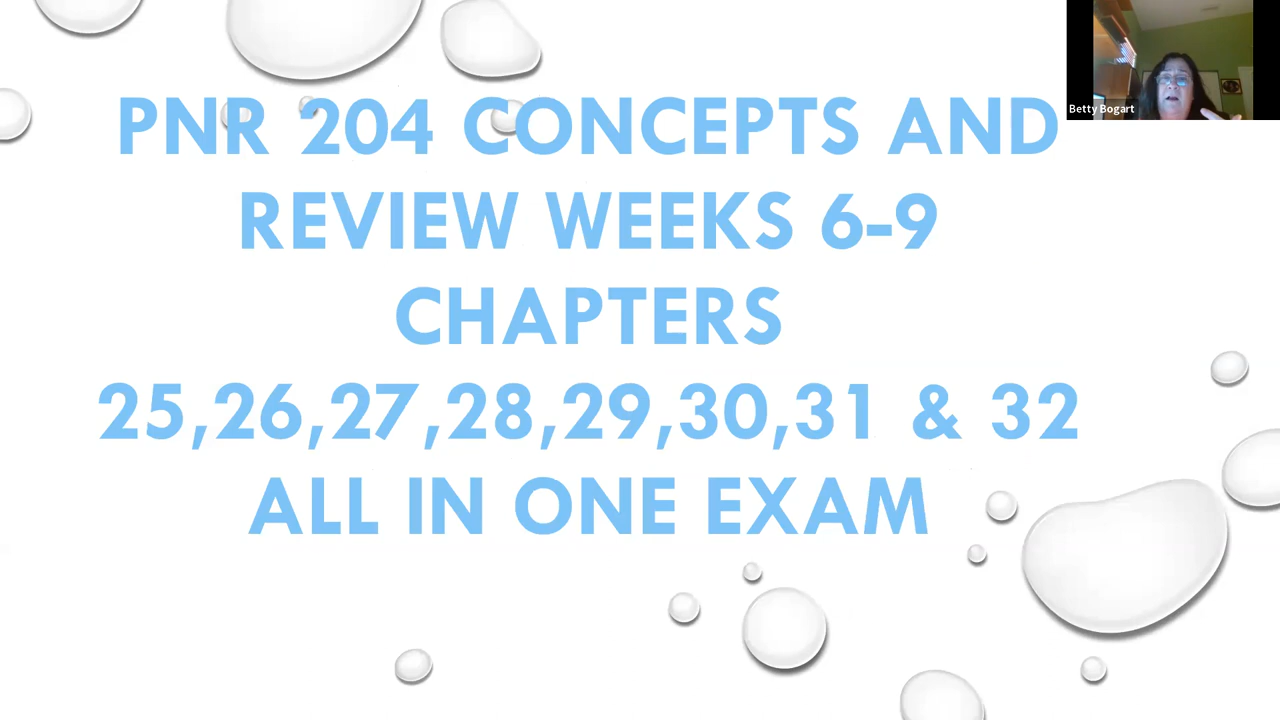 PNR 204 CONCEPTS AND
REVIEW WEEKS 6-9
CHAPTERS
25,26,27,28,29,30,31 & 32
ALL IN ONE EXAM
Betty Bogart